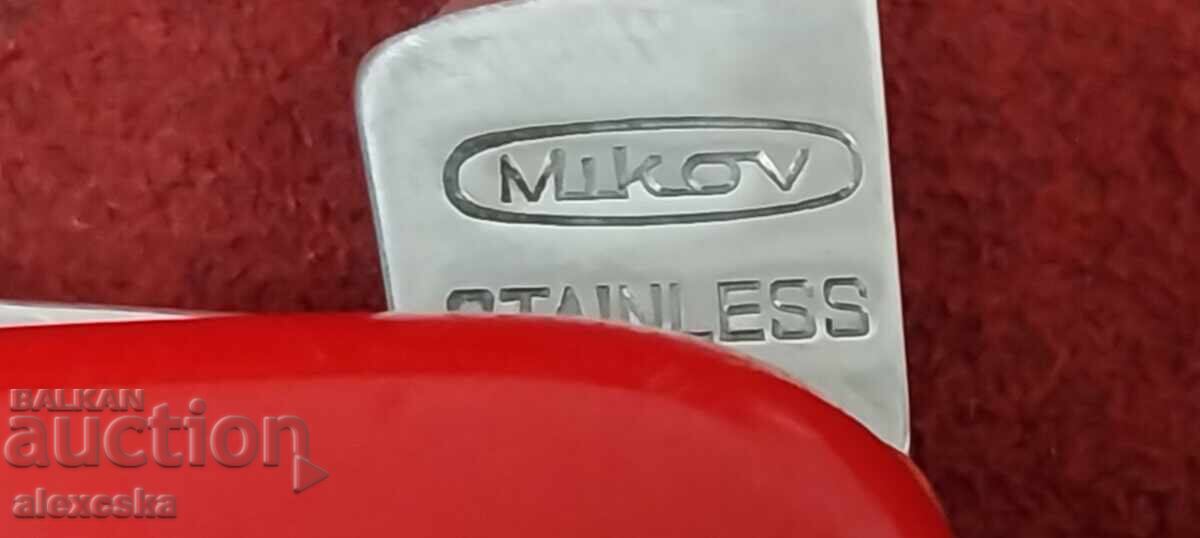 Mikov
STAINLESS
BALKAN
auction
alexcska